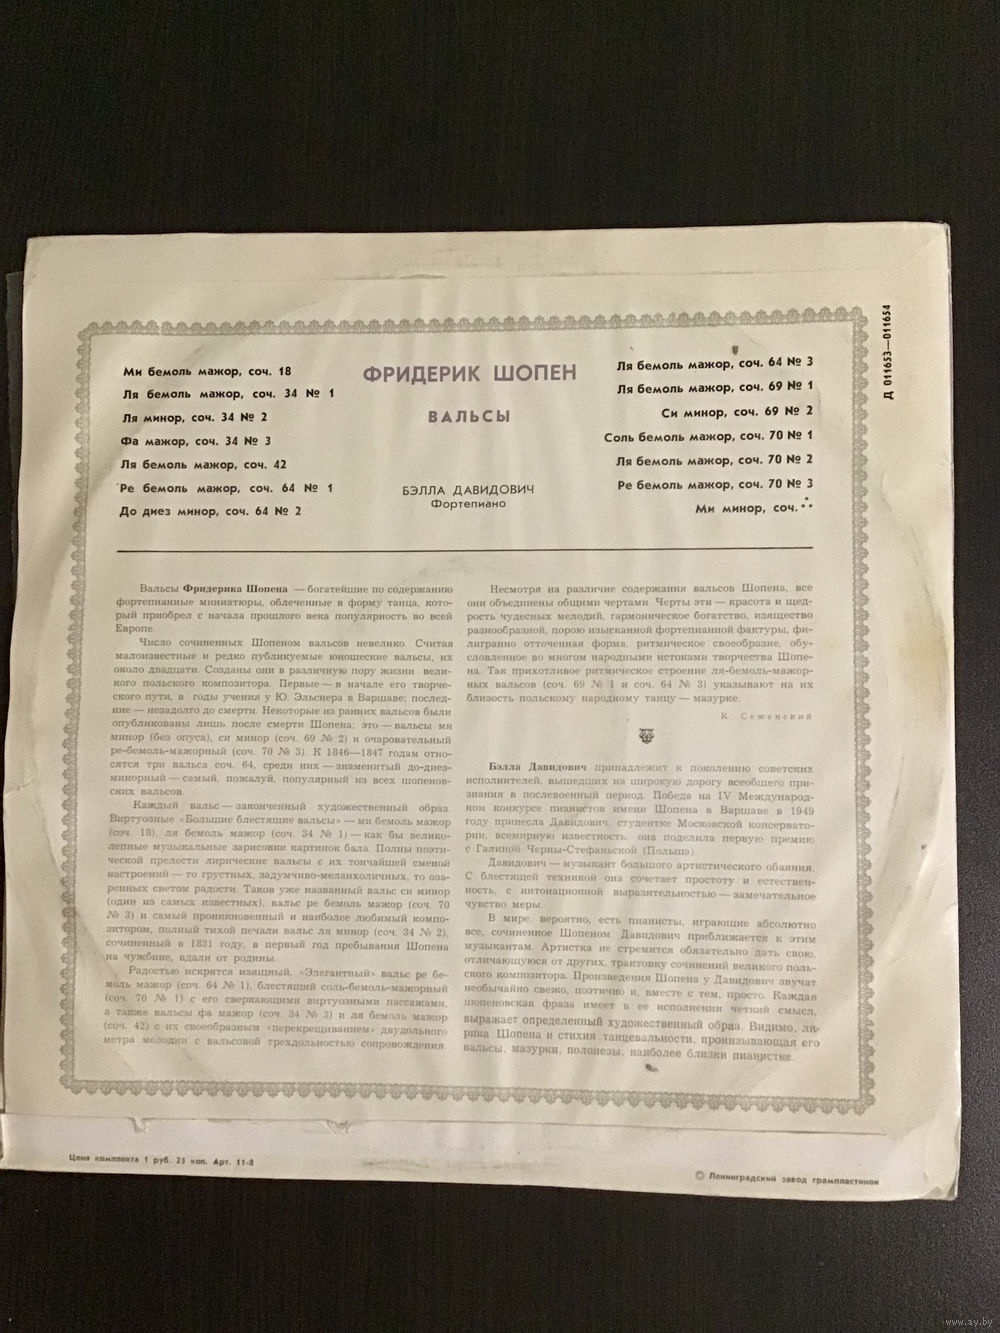 Ми бемоль мажор, соч. 18
Ля бемоль мажор, соч. 34 № 1
Ля минор, соч. 34 № 2
Фа мажор, соч. 34 № 3
Ля бемоль мажор, соч. 42
Ре бемоль мажор, соч. 64 № 1
До диез минор, соч. 64 № 2
ФРИДЕРИК ШОПЕН
ВАЛЬСЫ
БЭЛЛА ДАВИДОВИЧ
Фортепиано
Ля бемоль мажор, соч. 64 № 3
Ля бемоль мажор, соч. 69 № 1
Си минор, соч. 69 № 2
Соль бемоль мажор, соч. 70 № 1
Ля бемоль мажор, соч. 70 № 2
Ре бемоль мажор, соч. 70 № 3
Ми минор, соч. ∴
Д 011653—011654
Вальсы Фридерика Шопена — богатейшие по содержанию
фортепианные миниатюры, облеченные в форму танца, кото-
рый приобрел с начала прошлого века популярность во всей
Европе.
Число сочиненных Шопеном вальсов невелико. Считая
малоизвестные и редко публикуемые юношеские вальсы, их
около двадцати. Созданы они в различную пору жизни вели-
кого польского композитора. Первые — в начале его творче-
ского пути, в годы учения у Ю. Эльснера в Варшаве; послед-
ние — незадолго до смерти. Некоторые из ранних вальсов были
опубликованы лишь после смерти Шопена; это — вальсы ми
минор (без опуса), си минор (соч. 69 № 2) и очаровательный
ре-бемоль-мажорный (соч. 70 № 3). К 1846—1847 годам отно-
сятся три вальса соч. 64, среди них — знаменитый до-диез-
минорный — самый, пожалуй, популярный из всех шопенов-
ских вальсов.
Каждый вальс — законченный художественный образ.
Виртуозные «Большие блестящие вальсы» — ми бемоль мажор
(соч. 18), ля бемоль мажор (соч. 34 № 1) — как бы велико-
лепные музыкальные зарисовки картинок бала. Полны поэти-
ческой прелести лирические вальсы с их тончайшей сменой
настроений — то грустных, задумчиво-меланхоличных, то оза-
ренных светом радости. Таков уже названный вальс си минор
(один из самых известных), вальс ре бемоль мажор (соч. 70
№ 3) и самый проникновенный и наиболее любимый компо-
зитором, полный тихой печали вальс ля минор (соч. 34 № 2),
сочиненный в 1831 году, в первый год пребывания Шопена
на чужбине, вдали от родины.
Радостью искрятся изящный, «Элегантный» вальс ре бе-
моль мажор (соч. 64 № 1), блестящий соль-бемоль-мажорный
(соч. 70 № 1) с его сверкающими виртуозными пассажами,
а также вальсы фа мажор (соч. 34 № 3) и ля бемоль мажор
(соч. 42) с их своеобразным «перекрещиванием» двудольного
метра мелодии с вальсовой трехдольностью сопровождения.
Несмотря на различие содержания вальсов Шопена, все
они объединены общими чертами. Черты эти — красота и щед-
рость чудесных мелодий, гармоническое богатство, изящество
разнообразной, порою изысканной фортепианной фактуры, фи-
лигранно отточенная форма, ритмическое своеобразие, обу-
словленное во многом народными истоками творчества Шопе-
на. Так прихотливое ритмическое строение ля-бемоль-мажор-
ных вальсов (соч. 69 № 1 и соч. 64 № 3) указывают на их
близость польскому народному танцу — мазурке.
К. Сеженский
Бэлла Давидович принадлежит к поколению советских
исполнителей, вышедших на широкую дорогу всеобщего при-
знания в послевоенный период. Победа на IV Международ-
ном конкурсе пианистов имени Шопена в Варшаве в 1949
году принесла Давидович, студентке Московской консервато-
рии, всемирную известность: она поделила первую премию
с Галиной Черны-Стефаньской (Польша).
Давидович — музыкант большого артистического обаяния.
С блестящей техникой она сочетает простоту и естествен-
ность, с интонационной выразительностью — замечательное
чувство меры.
В мире, вероятно, есть пианисты, играющие абсолютно
все, сочиненное Шопеном. Давидович приближается к этим
музыкантам. Артистка не стремится обязательно дать свою,
отличающуюся от других, трактовку сочинений великого поль-
ского композитора. Произведения Шопена у Давидович звучат
необычайно свежо, поэтично и, вместе с тем, просто. Каждая
шопеновская фраза имеет в ее исполнении четкий смысл,
выражает определенный художественный образ. Видимо, ли-
рика Шопена и стихия танцевальности, пронизывающая его
вальсы, мазурки, полонезы, наиболее близки пианистке.
Цена комплекта 1 руб. 25 коп. Арт. 11-8
© Ленинградский завод грампластинок
www.ay.by